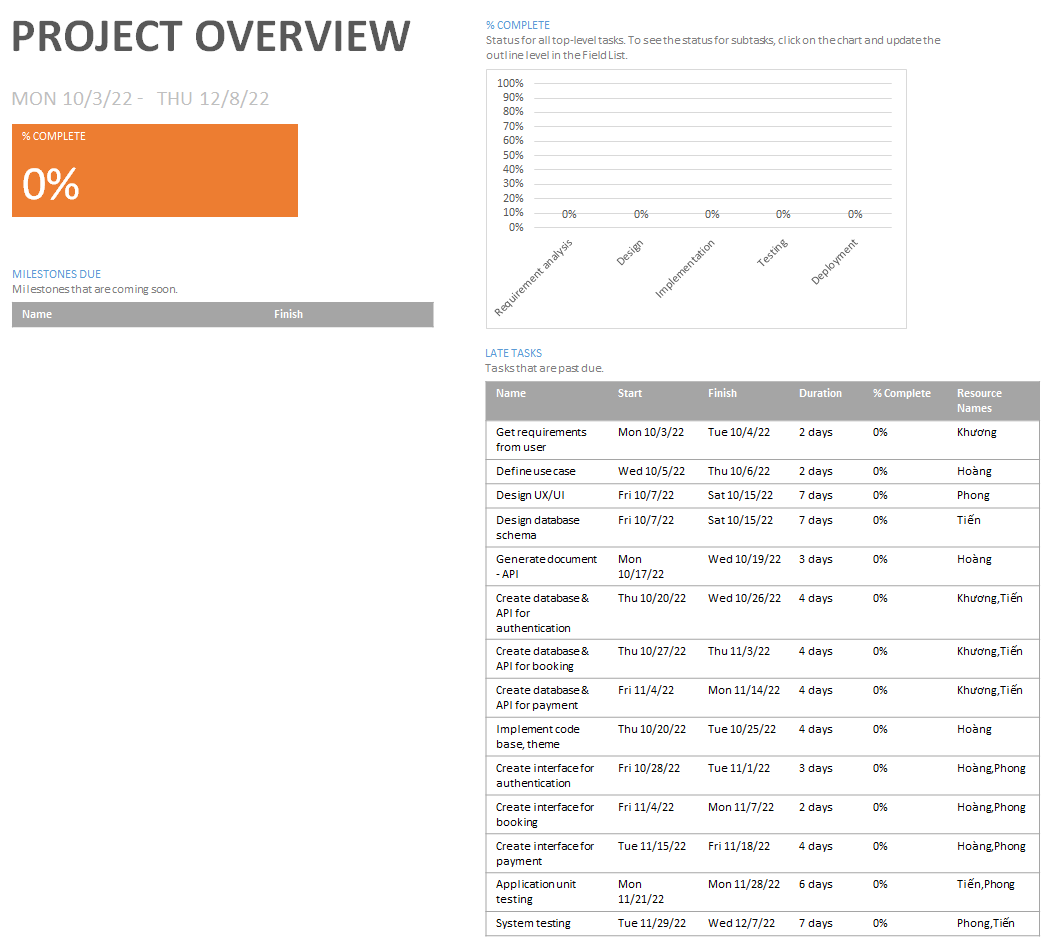 PROJECT OVERVIEW
MON 10/3/22 - THU 12/8/22
% COMPLETE
0%
MILESTONES DUE
Milestones that are coming soon.
Name Finish
% COMPLETE
Status for all top-level tasks. To see the status for subtasks, click on the chart and update the
outline level in the Field List.
100%
90%
80%
70%
60%
50%
40%
30%
20%
10%
0%
0% 0% 0% 0% 0%
Requirement analysis
Design
Implementation
Testing
Deployment
LATE TASKS
Tasks that are past due.
Name Start Finish Duration % Complete Resource
Names
Get requirements Mon 10/3/22 Tue 10/4/22 2 days 0% Khương
from user
Define use case Wed 10/5/22 Thu 10/6/22 2 days 0% Hoàng
Design UX/UI Fri 10/7/22 Sat 10/15/22 7 days 0% Phong
Design database Fri 10/7/22 Sat 10/15/22 7 days 0% Tiến
schema
Generate document Mon Wed 10/19/22 3 days 0% Hoàng
- API 10/17/22
Create database & Thu 10/20/22 Wed 10/26/22 4 days 0% Khương,Tiến
API for
authentication
Create database & Thu 10/27/22 Thu 11/3/22 4 days 0% Khương,Tiến
API for booking
Create database & Fri 11/4/22 Mon 11/14/22 4 days 0% Khương,Tiến
API for payment
Implement code Thu 10/20/22 Tue 10/25/22 4 days 0% Hoàng
base, theme
Create interface for Fri 10/28/22 Tue 11/1/22 3 days 0% Hoàng,Phong
authentication
Create interface for Fri 11/4/22 Mon 11/7/22 2 days 0% Hoàng,Phong
booking
Create interface for Tue 11/15/22 Fri 11/18/22 4 days 0% Hoàng,Phong
payment
Application unit Mon Mon 11/28/22 6 days 0% Tiến,Phong
testing 11/21/22
System testing Tue 11/29/22 Wed 12/7/22 7 days 0% Phong,Tiến